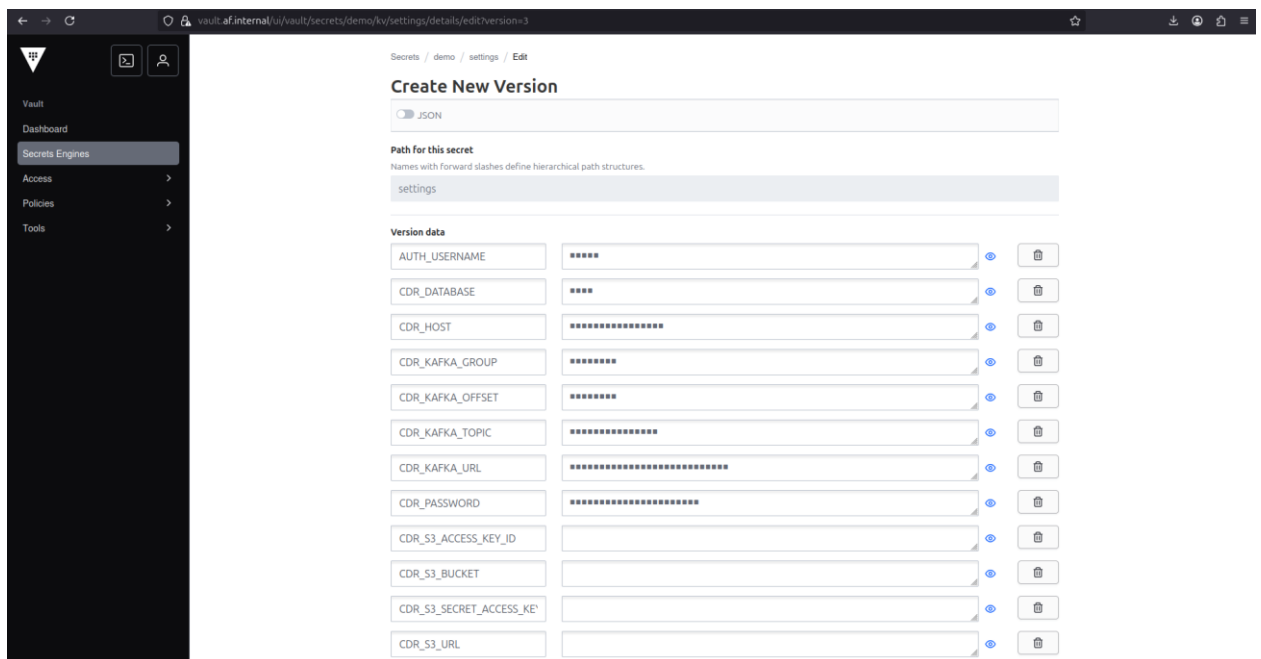 vault.af.internal/ui/vault/secrets/demo/kv/settings/details/edit?version=3
Vault
Dashboard
Secrets Engines
Access
Policies
Tools
Secrets / demo / settings / Edit
Create New Version
JSON
Path for this secret
Names with forward slashes define hierarchical path structures.
settings
Version data
AUTH_USERNAME
CDR_DATABASE
CDR_HOST
CDR_KAFKA_GROUP
CDR_KAFKA_OFFSET
CDR_KAFKA_TOPIC
CDR_KAFKA_URL
CDR_PASSWORD
CDR_S3_ACCESS_KEY_ID
CDR_S3_BUCKET
CDR_S3_SECRET_ACCESS_KE
CDR_S3_URL